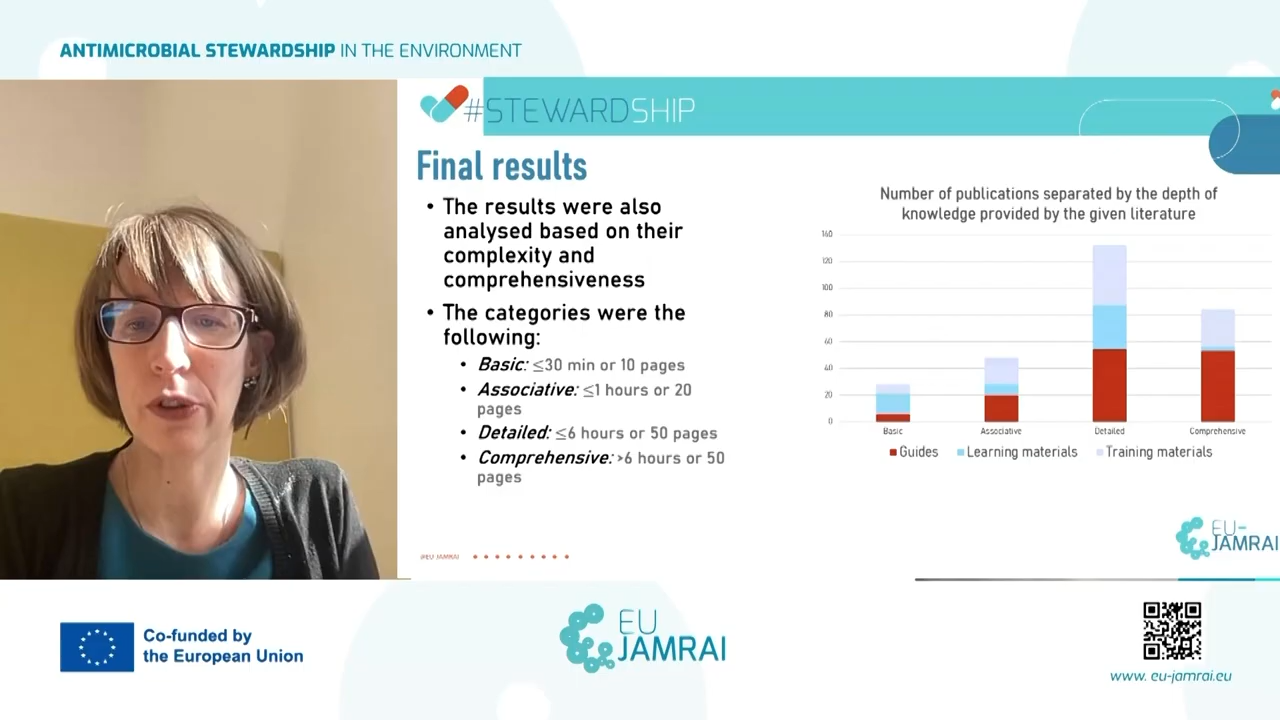 ANTIMICROBIAL STEWARDSHIP IN THE ENVIRONMENT
#STEWARDSHIP
Final results
• The results were also
analysed based on their
complexity and
comprehensiveness
• The categories were the
following:
• Basic: ≤30 min or 10 pages
• Associative: ≤1 hours or 20
pages
• Detailed: ≤6 hours or 50 pages
• Comprehensive: >6 hours or 50
pages
Number of publications separated by the depth of
knowledge provided by the given literature
160
120
100
80
60
40
20
0
Basic
Associative
Detailed
Comprehensive
Guides
Learning materials
Training materials
#EU JAMRAI
EU-
JAMRAI
Co-funded by
the European Union
EU
JAMRAI
www. eu-jamrai.eu